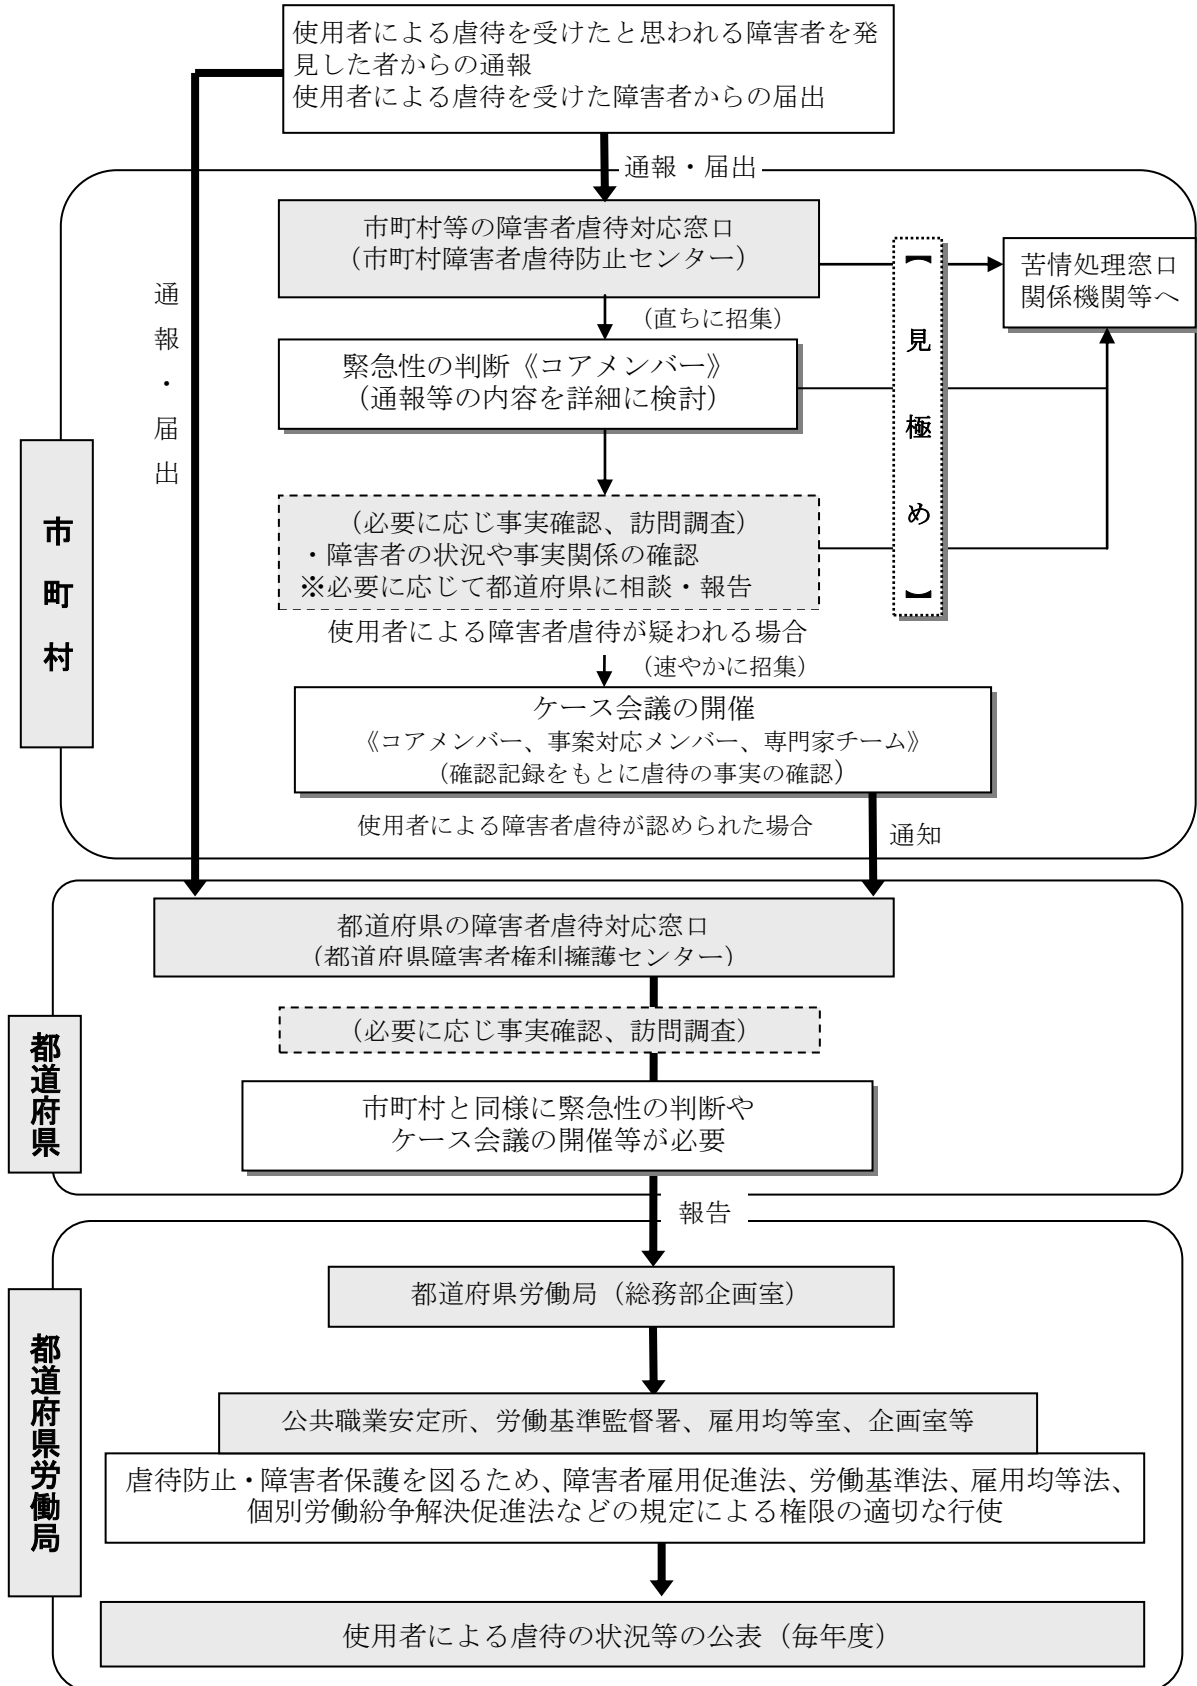 使用者による虐待を受けたと思われる障害者を発
見した者からの通報
使用者による虐待を受けた障害者からの届出
通報・届出
市町村等の障害者虐待対応窓口
（市町村障害者虐待防止センター）
苦情処理窓口
関係機関等へ
通報・届出
【見極め】
（直ちに招集）
緊急性の判断《コアメンバー》
（通報等の内容を詳細に検討）
市町村
（必要に応じ事実確認、訪問調査）
・障害者の状況や事実関係の確認
※必要に応じて都道府県に相談・報告
使用者による障害者虐待が疑われる場合
（速やかに招集）
ケース会議の開催
《コアメンバー、事案対応メンバー、専門家チーム》
（確認記録をもとに虐待の事実の確認）
使用者による障害者虐待が認められた場合
通知
都道府県の障害者虐待対応窓口
（都道府県障害者権利擁護センター）
都道府県
（必要に応じ事実確認、訪問調査）
市町村と同様に緊急性の判断や
ケース会議の開催等が必要
報告
都道府県労働局（総務部企画室）
都道府県労働局
公共職業安定所、労働基準監督署、雇用均等室、企画室等
虐待防止・障害者保護を図るため、障害者雇用促進法、労働基準法、雇用均等法、
個別労働紛争解決促進法などの規定による権限の適切な行使
使用者による虐待の状況等の公表（毎年度）